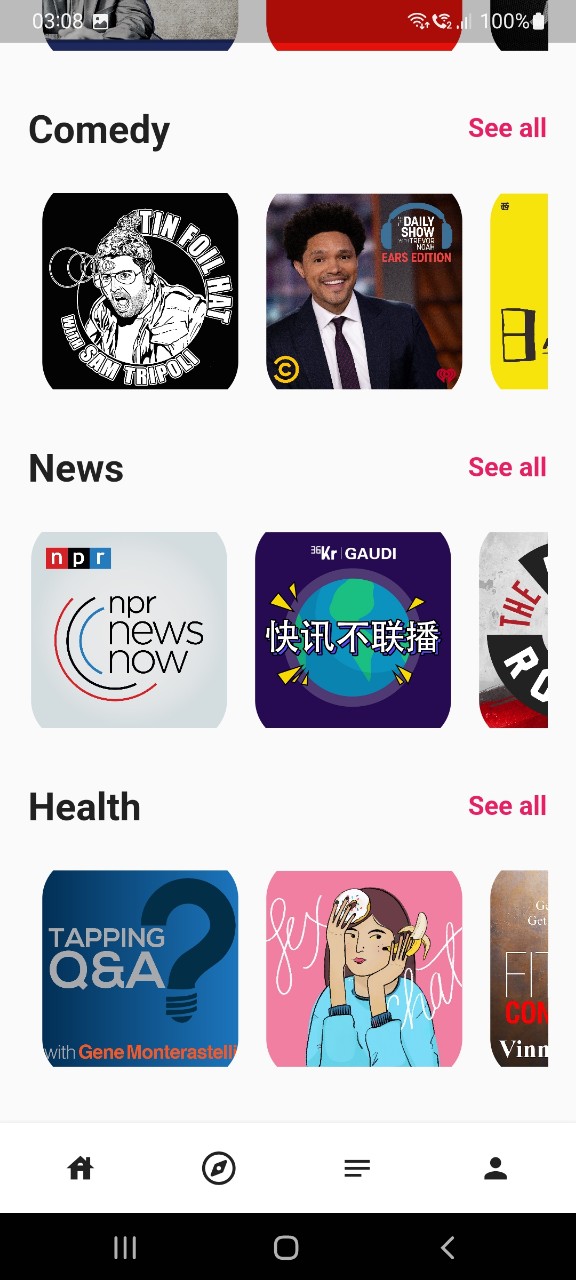 03:08
100%
Comedy
See all
TIN FOIL HAT
WITH SAM TRIPOLI
THE
DAILY
SHOW
WITH TREVOR
NOAH
EARS EDITION
News
See all
npr
npr
news
now
36Kr | GAUDI
快讯不联播
THE
Health
See all
TAPPING
Q&A
with Gene Monterastelli
sex
chat
Get
FIT
CON
Vinn